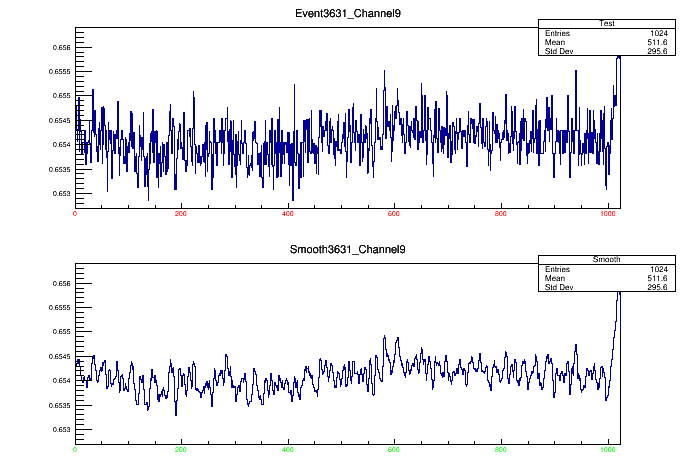 Event3631_Channel9
Test
Entries 1024
Mean 511.6
Std Dev 295.6
0.656
0.6555
0.655
0.6545
0.654
0.6535
0.653
0 200 400 600 800 1000
Smooth3631_Channel9
Smooth
Entries 1024
Mean 511.6
Std Dev 295.6
0.656
0.6555
0.655
0.6545
0.654
0.6535
0.653
0 200 400 600 800 1000